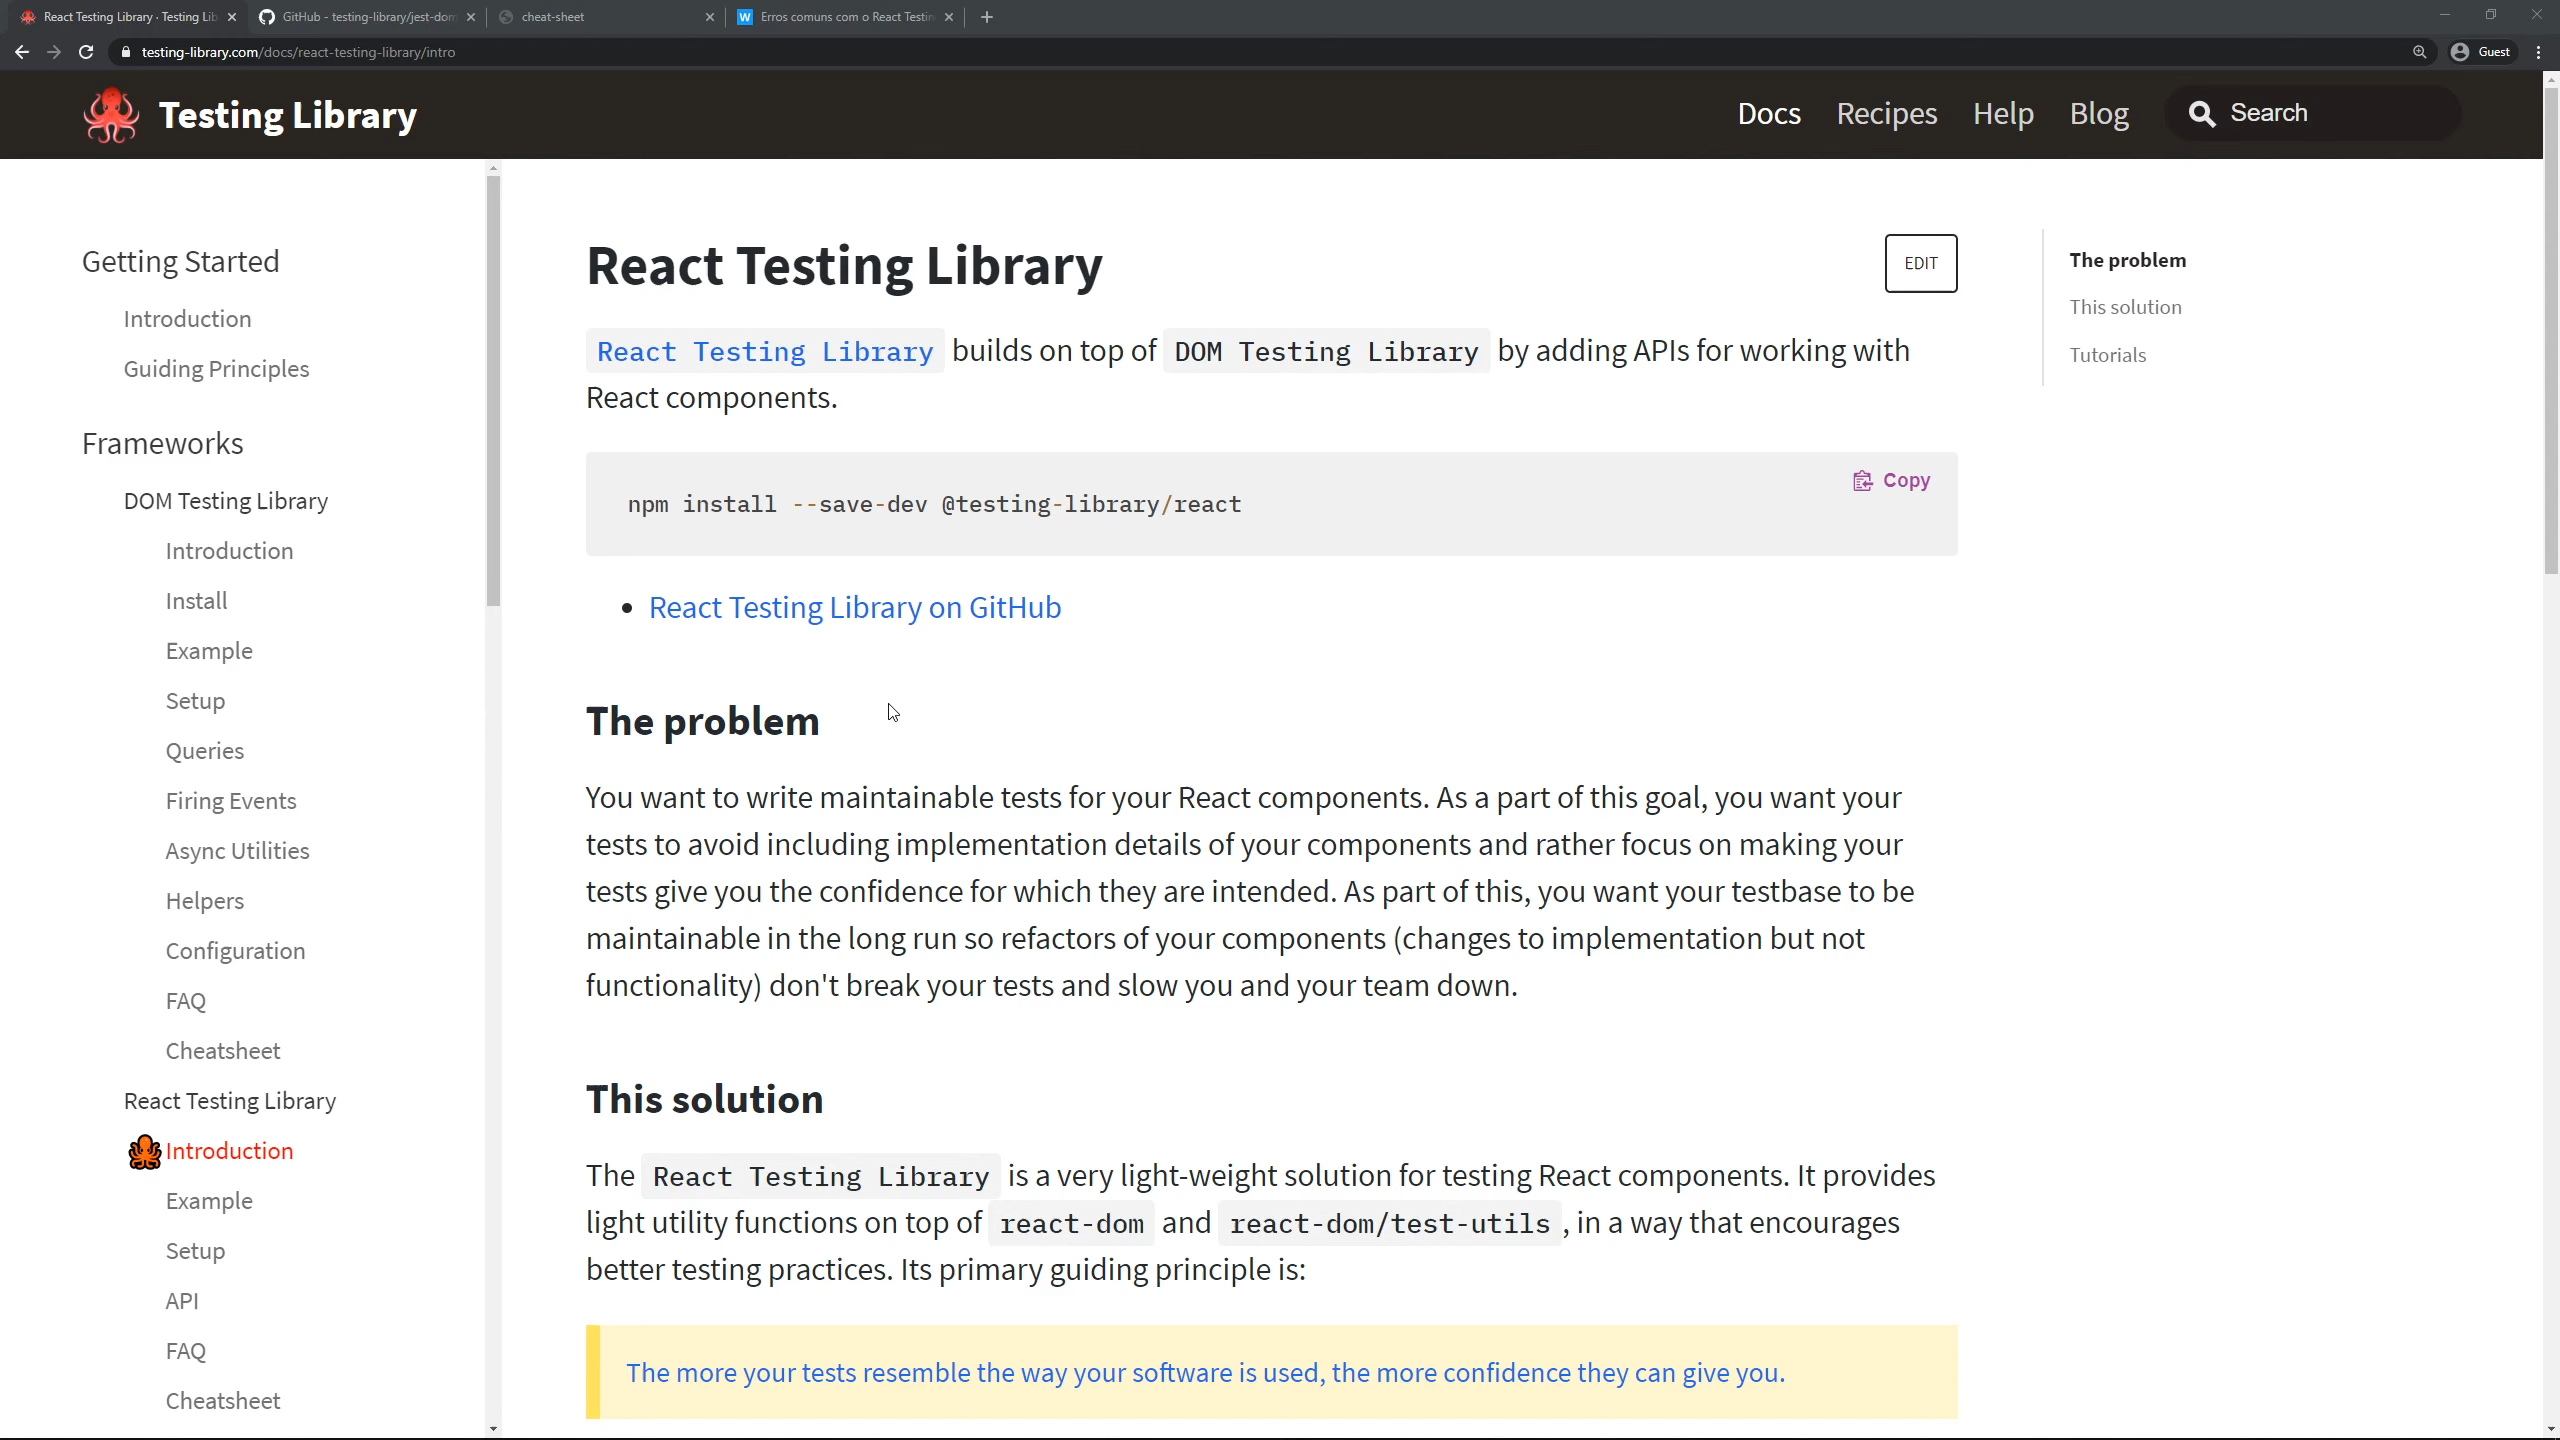 React Testing Library · Testing Lib
GitHub - testing-library/jest-dom
cheat-sheet
Erros comuns com o React Testin
testing-library.com/docs/react-testing-library/intro
Guest
Testing Library
Docs
Recipes
Help
Blog
Search
Getting Started
Introduction
Guiding Principles
Frameworks
DOM Testing Library
Introduction
Install
Example
Setup
Queries
Firing Events
Async Utilities
Helpers
Configuration
FAQ
Cheatsheet
React Testing Library
Introduction
Example
Setup
API
FAQ
Cheatsheet
React Testing Library
EDIT
React Testing Library builds on top of DOM Testing Library by adding APIs for working with
React components.
Copy
npm install --save-dev @testing-library/react
React Testing Library on GitHub
The problem
You want to write maintainable tests for your React components. As a part of this goal, you want your
tests to avoid including implementation details of your components and rather focus on making your
tests give you the confidence for which they are intended. As part of this, you want your testbase to be
maintainable in the long run so refactors of your components (changes to implementation but not
functionality) don't break your tests and slow you and your team down.
This solution
The React Testing Library is a very light-weight solution for testing React components. It provides
light utility functions on top of react-dom and react-dom/test-utils , in a way that encourages
better testing practices. Its primary guiding principle is:
The more your tests resemble the way your software is used, the more confidence they can give you.
The problem
This solution
Tutorials